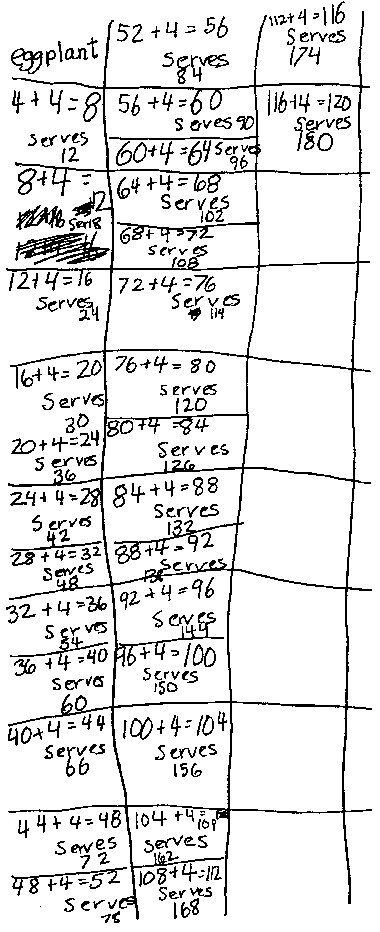 eggplant
4 + 4 = 8
serves
12
8+4 =
12
Ser18
12+4=16
Serves
24
16+4=20
Serves
30
20+4=24
Serves
36
24+4=28
Serves
42
28+4=32
Serves
48
32+4=36
Serves
54
36+4=40
Serves
60
40+4=44
Serves
66
44+4=48
Serves
72
48+4=52
Serves
78
52+4=56
Serves
84
56+4=60
Serves 90
60+4=64 Serves
96
64+4=68
Serves
102
68+4=72
Serves
108
72+4=76
Serves
114
76+4=80
Serves
120
80+4=84
Serves
126
84+4=88
Serves
132
88+4=92
Serves
138
92+4=96
Serves
144
96+4=100
Serves
150
100+4=104
Serves
156
104+4=108
Serves
162
108+4=112
Serves
168
112+4=116
Serves
174
116+4=120
Serves
180